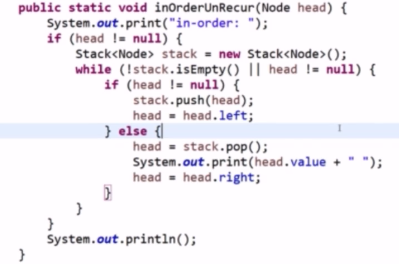 public static void inOrderUnRecur(Node head) {
System.out.print("in-order: ");
if (head != null) {
Stack<Node> stack = new Stack<Node>();
while (!stack.isEmpty() || head != null) {
if (head != null) {
stack.push(head);
head = head.left;
} else {
head = stack.pop();
System.out.print(head.value + " ");
head = head.right;
}
}
}
System.out.println();
}